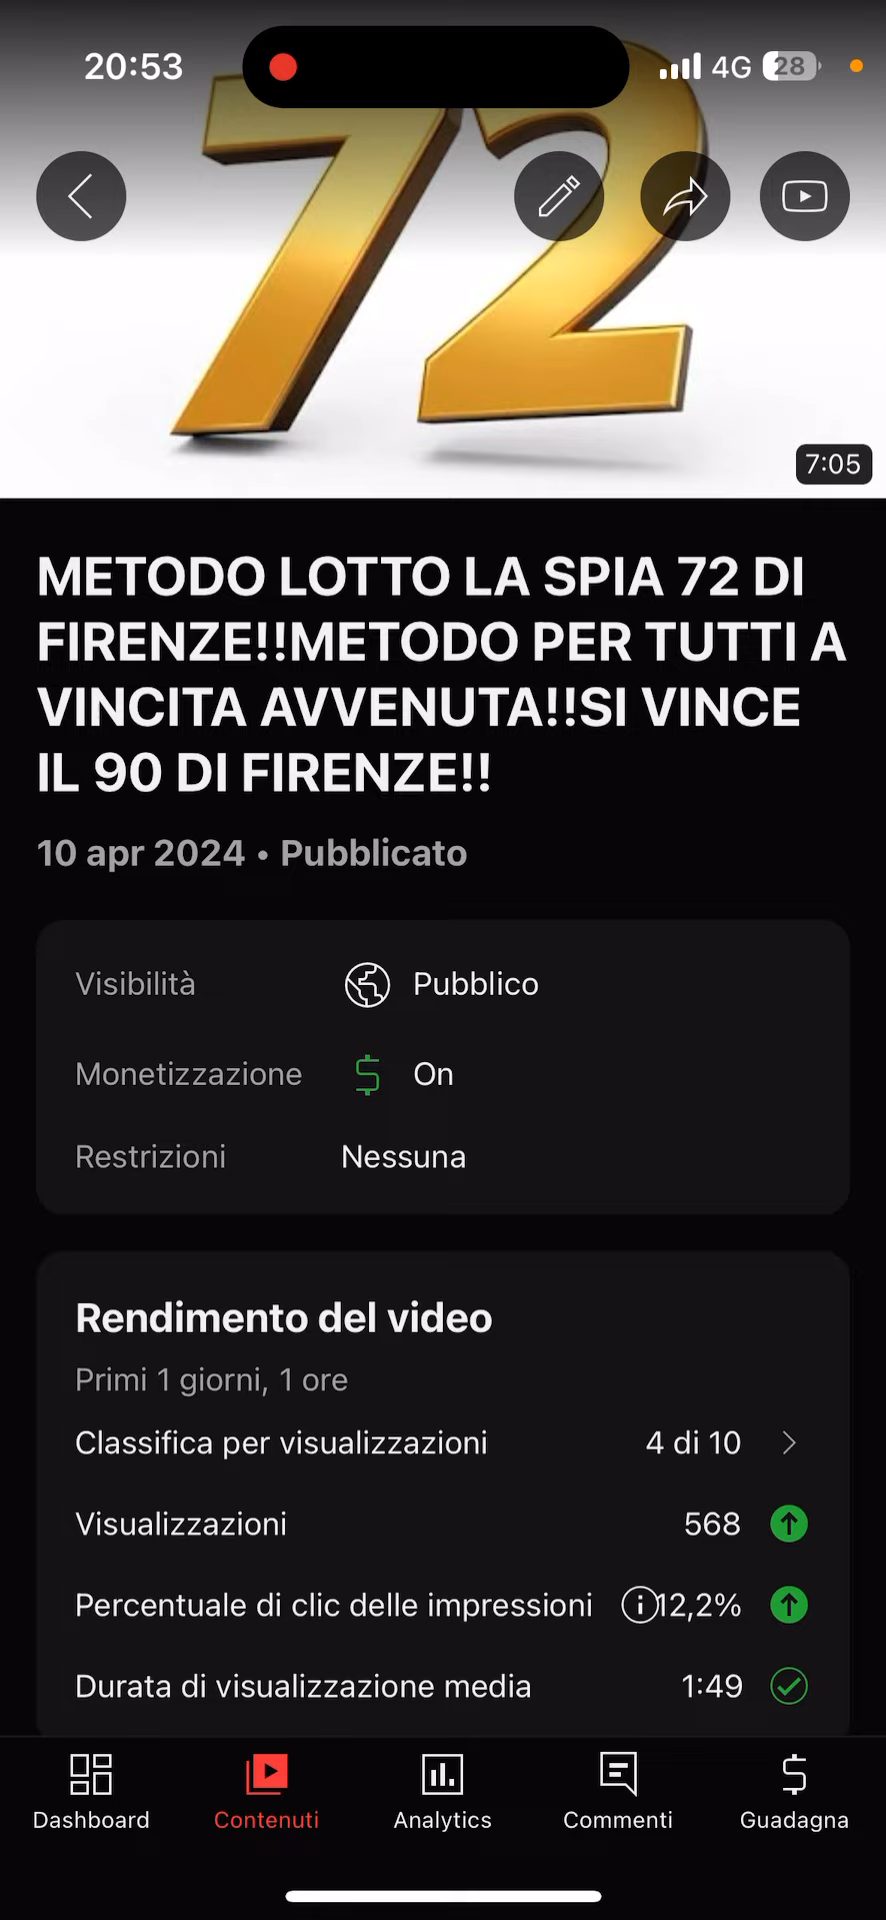 20:53
4G
28
72
7:05
METODO LOTTO LA SPIA 72 DI
FIRENZE!!METODO PER TUTTI A
VINCITA AVVENUTA!!SI VINCE
IL 90 DI FIRENZE!!
10 apr 2024 • Pubblicato
Visibilità Pubblico
Monetizzazione On
Restrizioni Nessuna
Rendimento del video
Primi 1 giorni, 1 ore
Classifica per visualizzazioni 4 di 10
Visualizzazioni 568
Percentuale di clic delle impressioni 12,2%
Durata di visualizzazione media 1:49
Dashboard Contenuti Analytics Commenti Guadagna